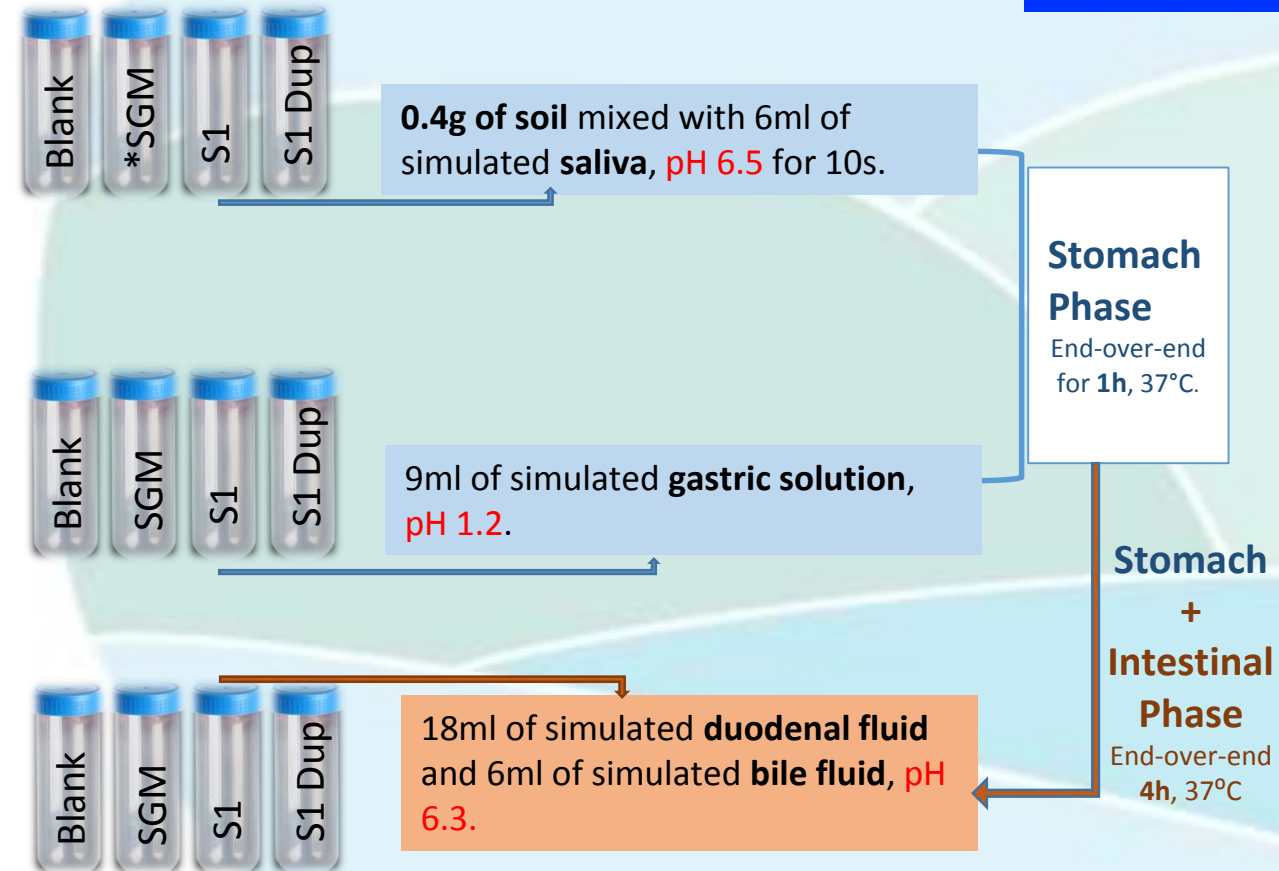 Blank
*SGM
S1
S1 Dup
0.4g of soil mixed with 6ml of
simulated saliva, pH 6.5 for 10s.
Stomach
Phase
End-over-end
for 1h, 37°C.
Blank
SGM
S1
S1 Dup
9ml of simulated gastric solution,
pH 1.2.
Stomach
+
Intestinal
Phase
End-over-end
4h, 37⁰C
Blank
SGM
S1
S1 Dup
18ml of simulated duodenal fluid
and 6ml of simulated bile fluid, pH
6.3.